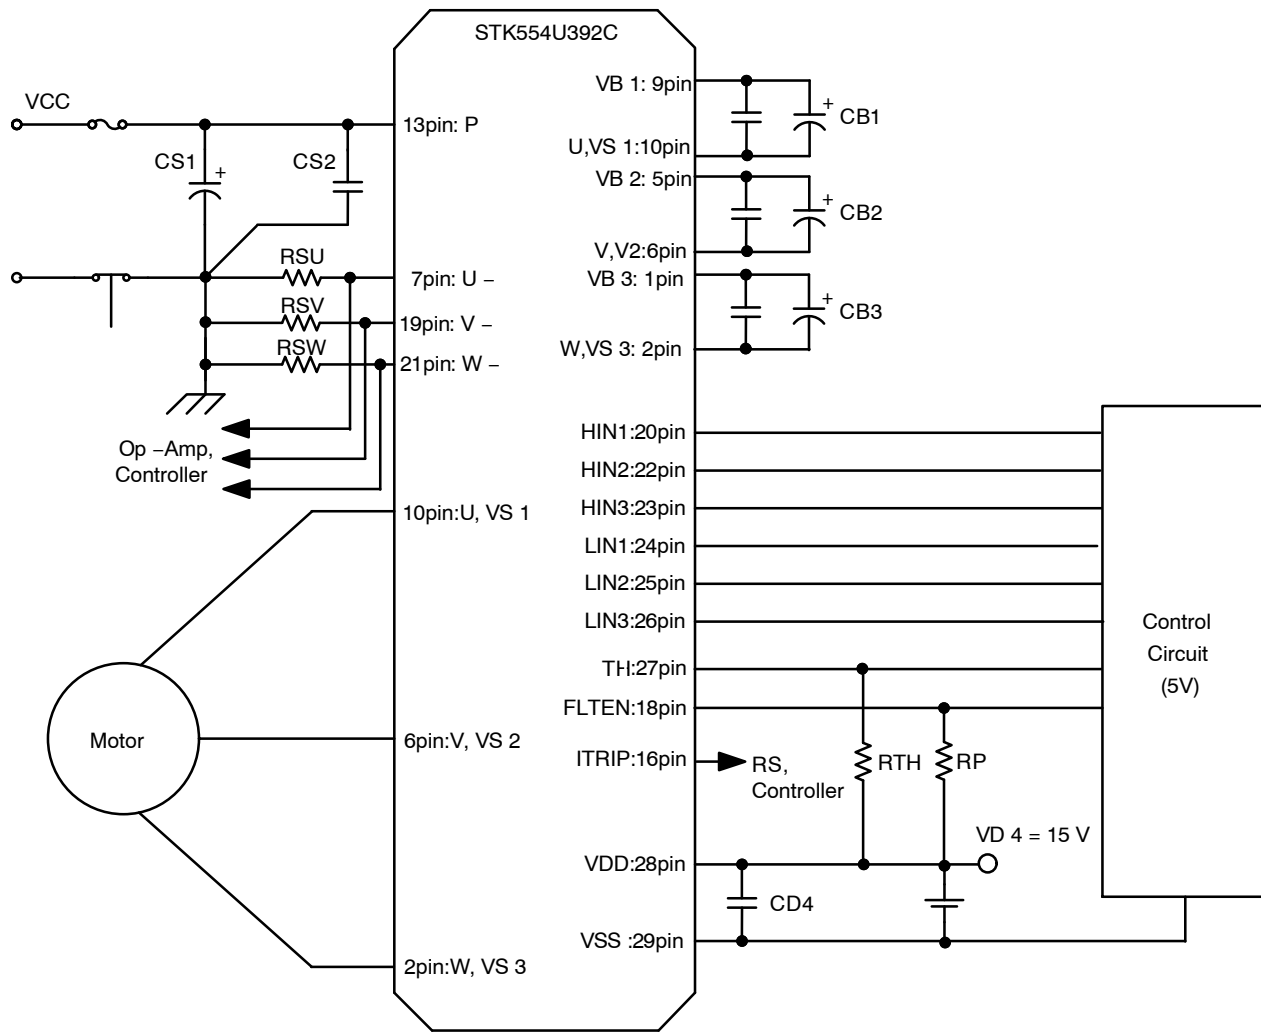 STK554U392C
VCC
13pin: P
CS1
+
CS2
RSU
7pin: U –
RSV
19pin: V –
RSW
21pin: W –
Op –Amp,
Controller
10pin:U, VS 1
Motor
6pin:V, VS 2
2pin:W, VS 3
VB 1: 9pin
+
CB1
U,VS 1:10pin
VB 2: 5pin
+
CB2
V,V2:6pin
VB 3: 1pin
+
CB3
W,VS 3: 2pin
HIN1:20pin
HIN2:22pin
HIN3:23pin
LIN1:24pin
LIN2:25pin
LIN3:26pin
TH:27pin
FLTEN:18pin
ITRIP:16pin
RS,
Controller
RTH
RP
VD 4 = 15 V
VDD:28pin
CD4
VSS :29pin
Control
Circuit
(5V)